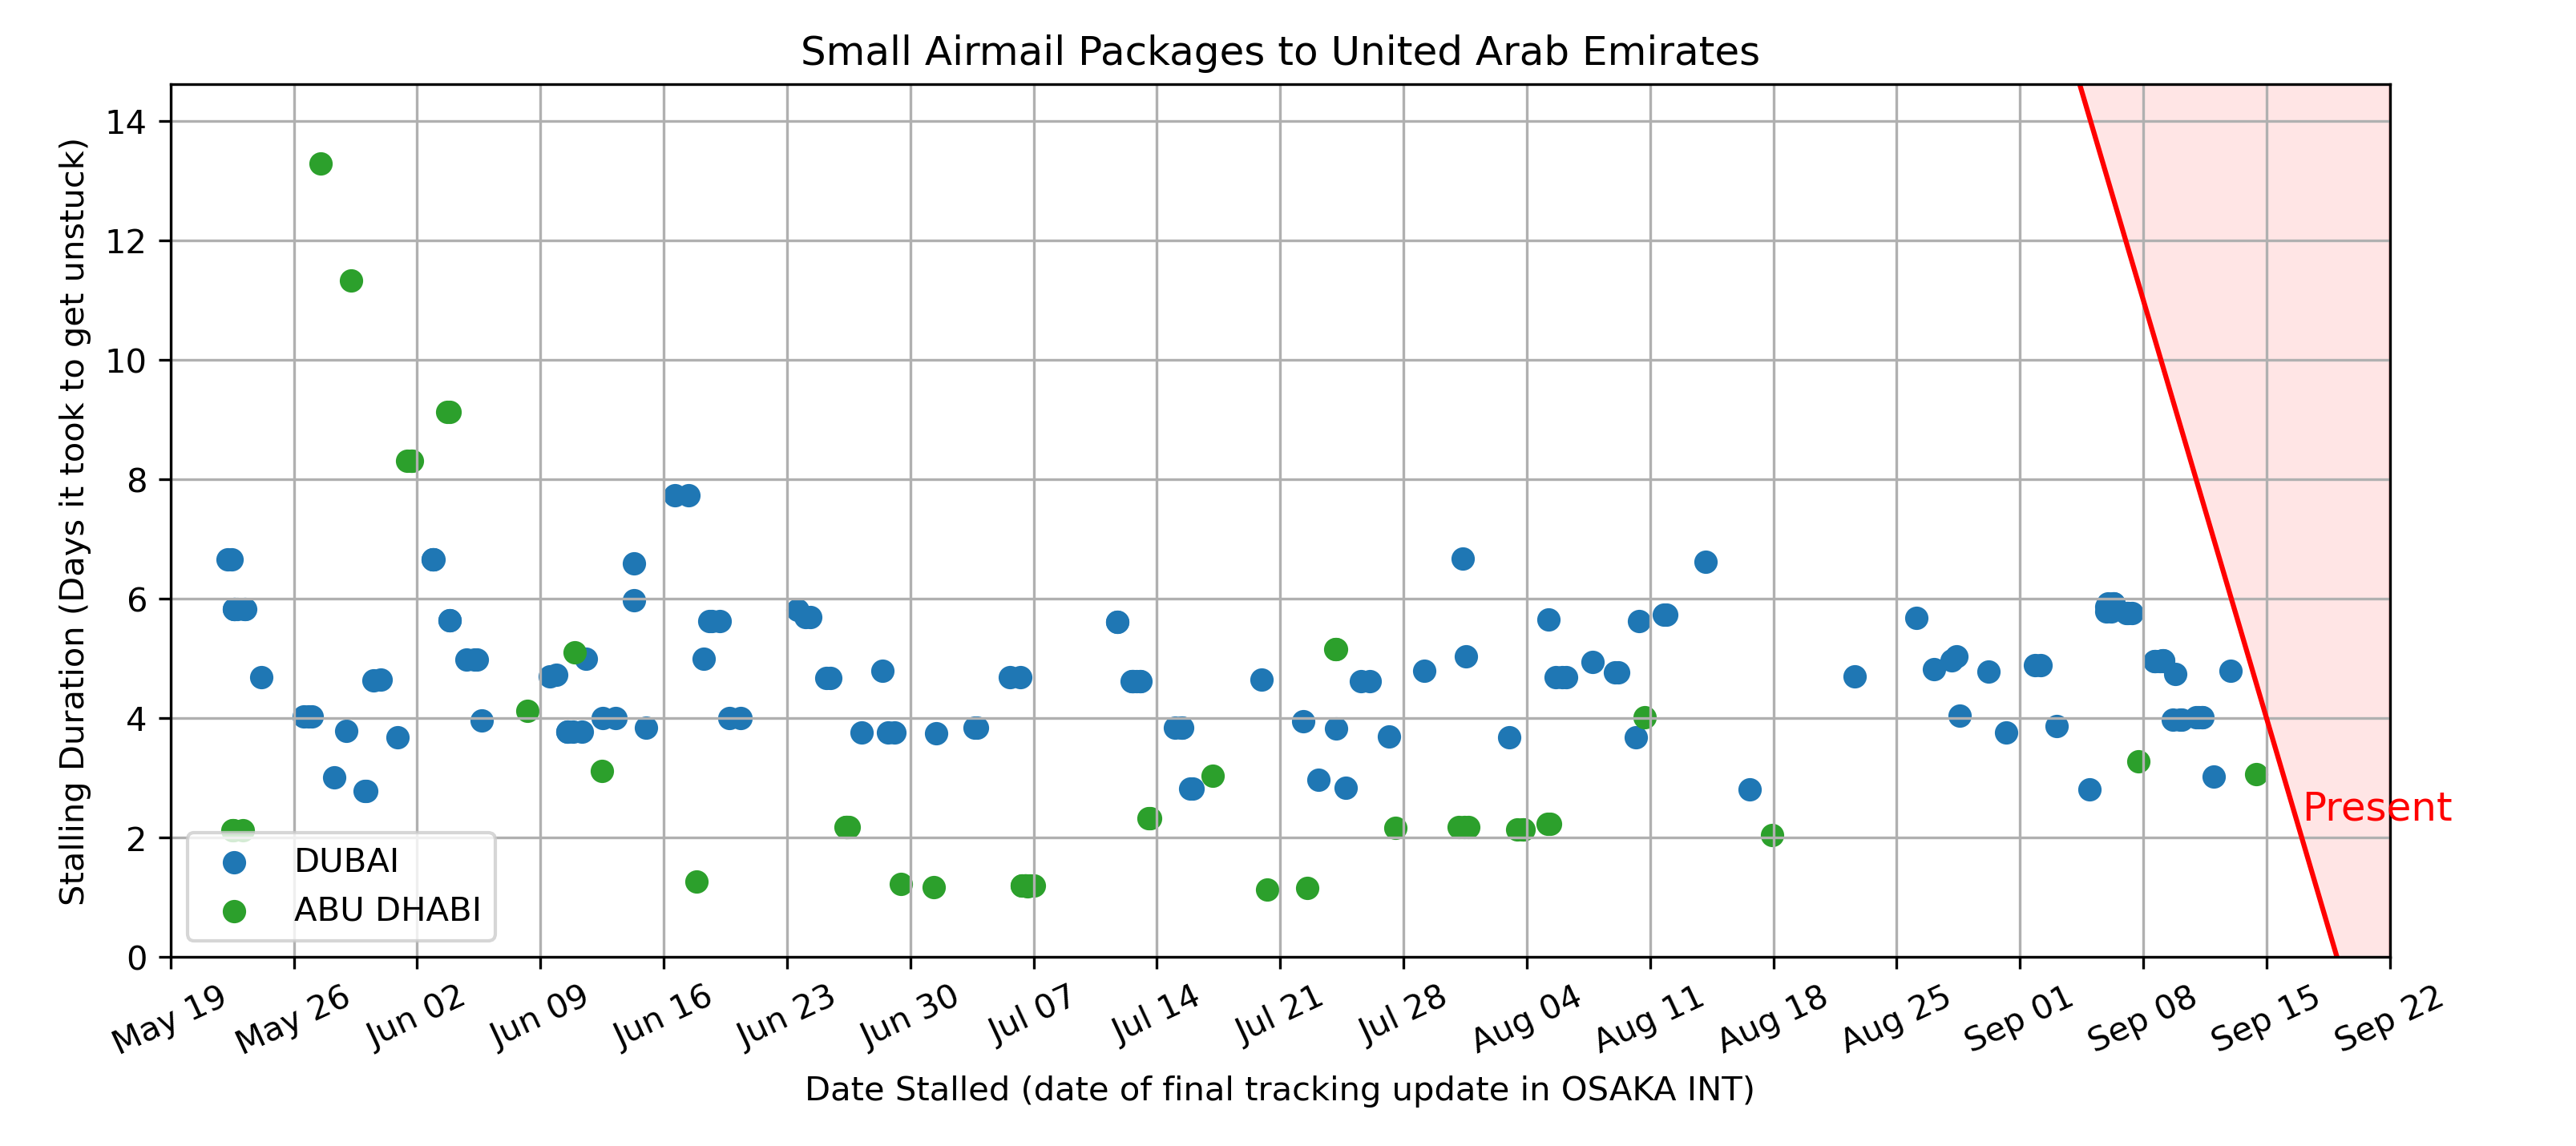 Small Airmail Packages to United Arab Emirates
Stalling Duration (Days it took to get unstuck)
14
12
10
8
6
4
2
0
Present
DUBAI
ABU DHABI
May 19
May 26
Jun 02
Jun 09
Jun 16
Jun 23
Jun 30
Jul 07
Jul 14
Jul 21
Jul 28
Aug 04
Aug 11
Aug 18
Aug 25
Sep 01
Sep 08
Sep 15
Sep 22
Date Stalled (date of final tracking update in OSAKA INT)